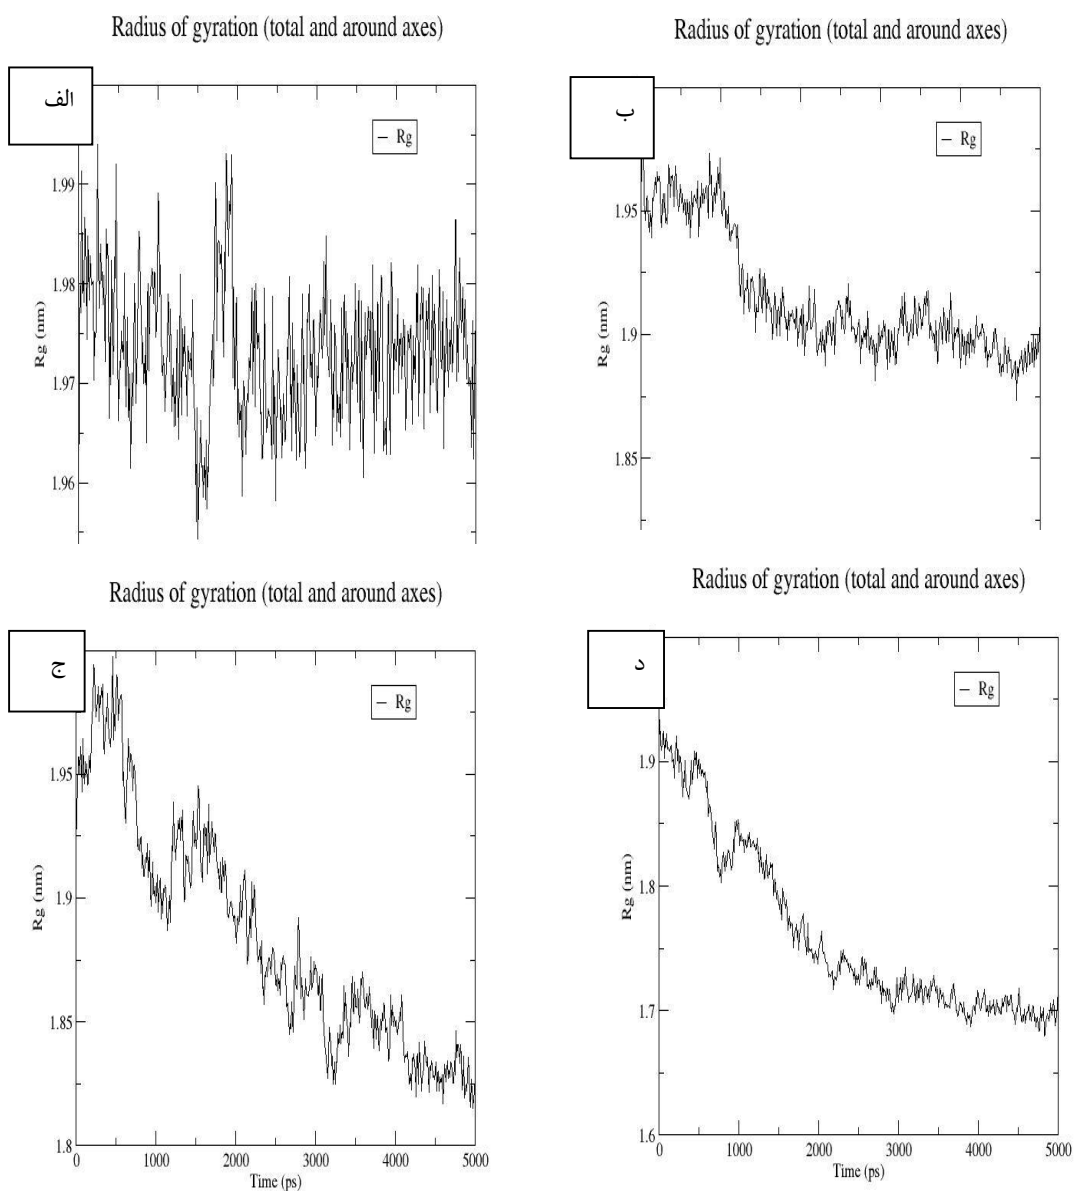 Radius of gyration (total and around axes)
الف
Rg
1.99
1.98
1.97
1.96
Rg (nm)
Radius of gyration (total and around axes)
ب
Rg
1.95
1.9
1.85
Rg (nm)
Radius of gyration (total and around axes)
ج
Rg
1.95
1.9
1.85
1.8
Rg (nm)
0 1000 2000 3000 4000 5000
Time (ps)
Radius of gyration (total and around axes)
د
Rg
1.9
1.8
1.7
1.6
Rg (nm)
0 1000 2000 3000 4000 5000
Time (ps)